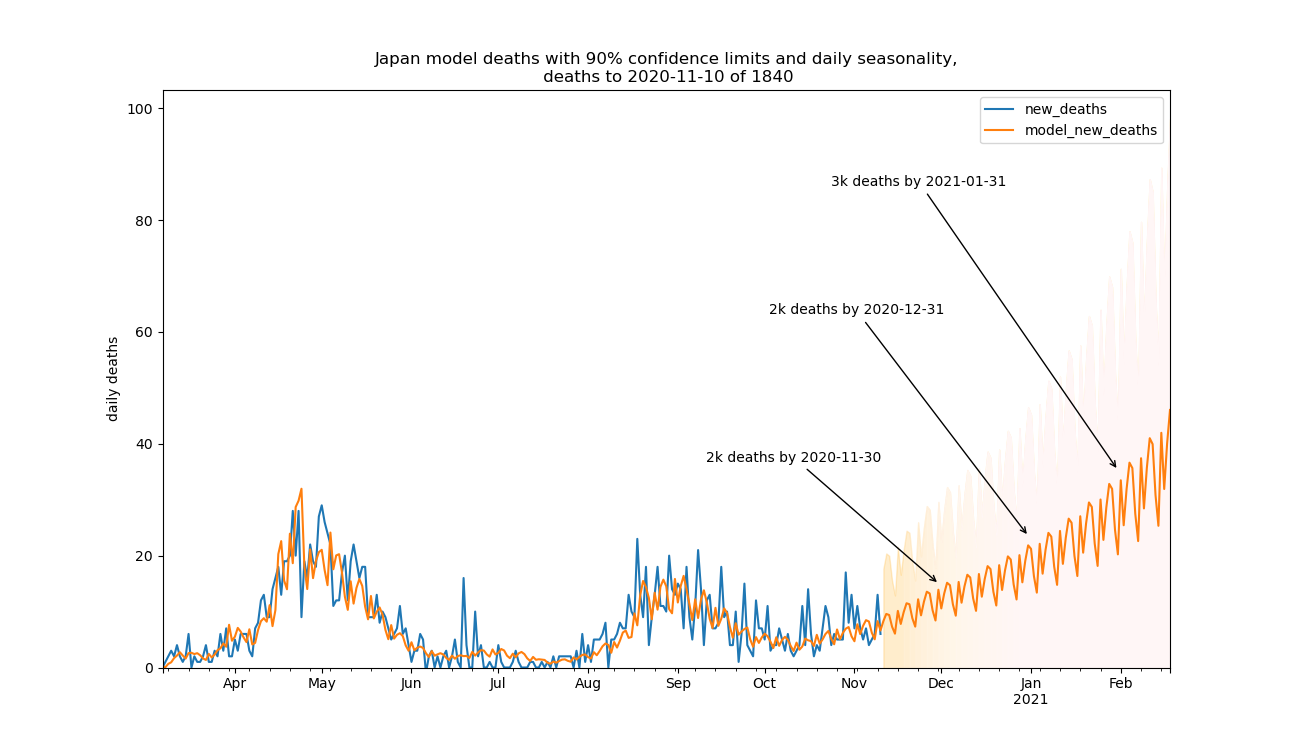 Japan model deaths with 90% confidence limits and daily seasonality,
deaths to 2020-11-10 of 1840
new_deaths
model_new_deaths
3k deaths by 2021-01-31
2k deaths by 2020-12-31
2k deaths by 2020-11-30
daily deaths
100
80
60
40
20
0
Apr May Jun Jul Aug Sep Oct Nov Dec Jan Feb
2021